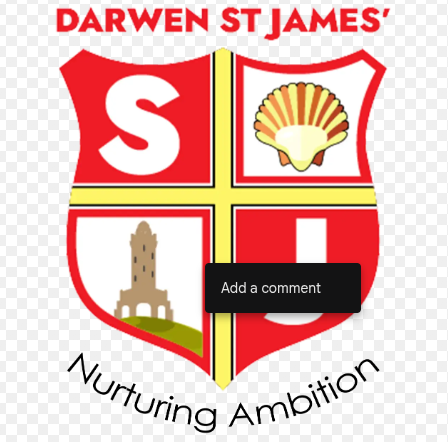 DARWEN ST JAMES'
S
J
Add a comment
Nurturing Ambition